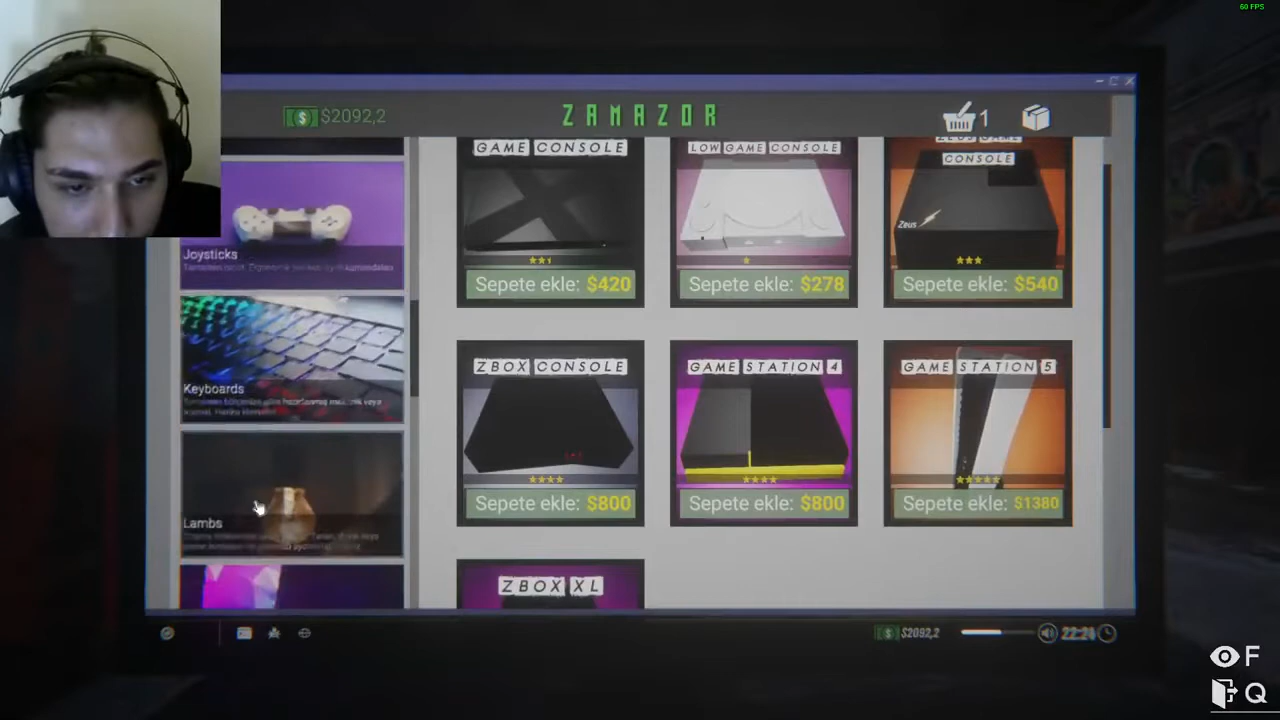 60 FPS
$2092,2
ZAMAZOR
1
GAME CONSOLE
LOW GAME CONSOLE
ZEUS GAME
CONSOLE
Zeus
Joysticks
Sepete ekle: $420
Sepete ekle: $278
Sepete ekle: $540
Keyboards
ZBOX CONSOLE
GAME STATION 4
GAME STATION 5
Sepete ekle: $800
Sepete ekle: $800
Sepete ekle: $1380
Lambs
ZBOX XL
$2092,2
F
Q